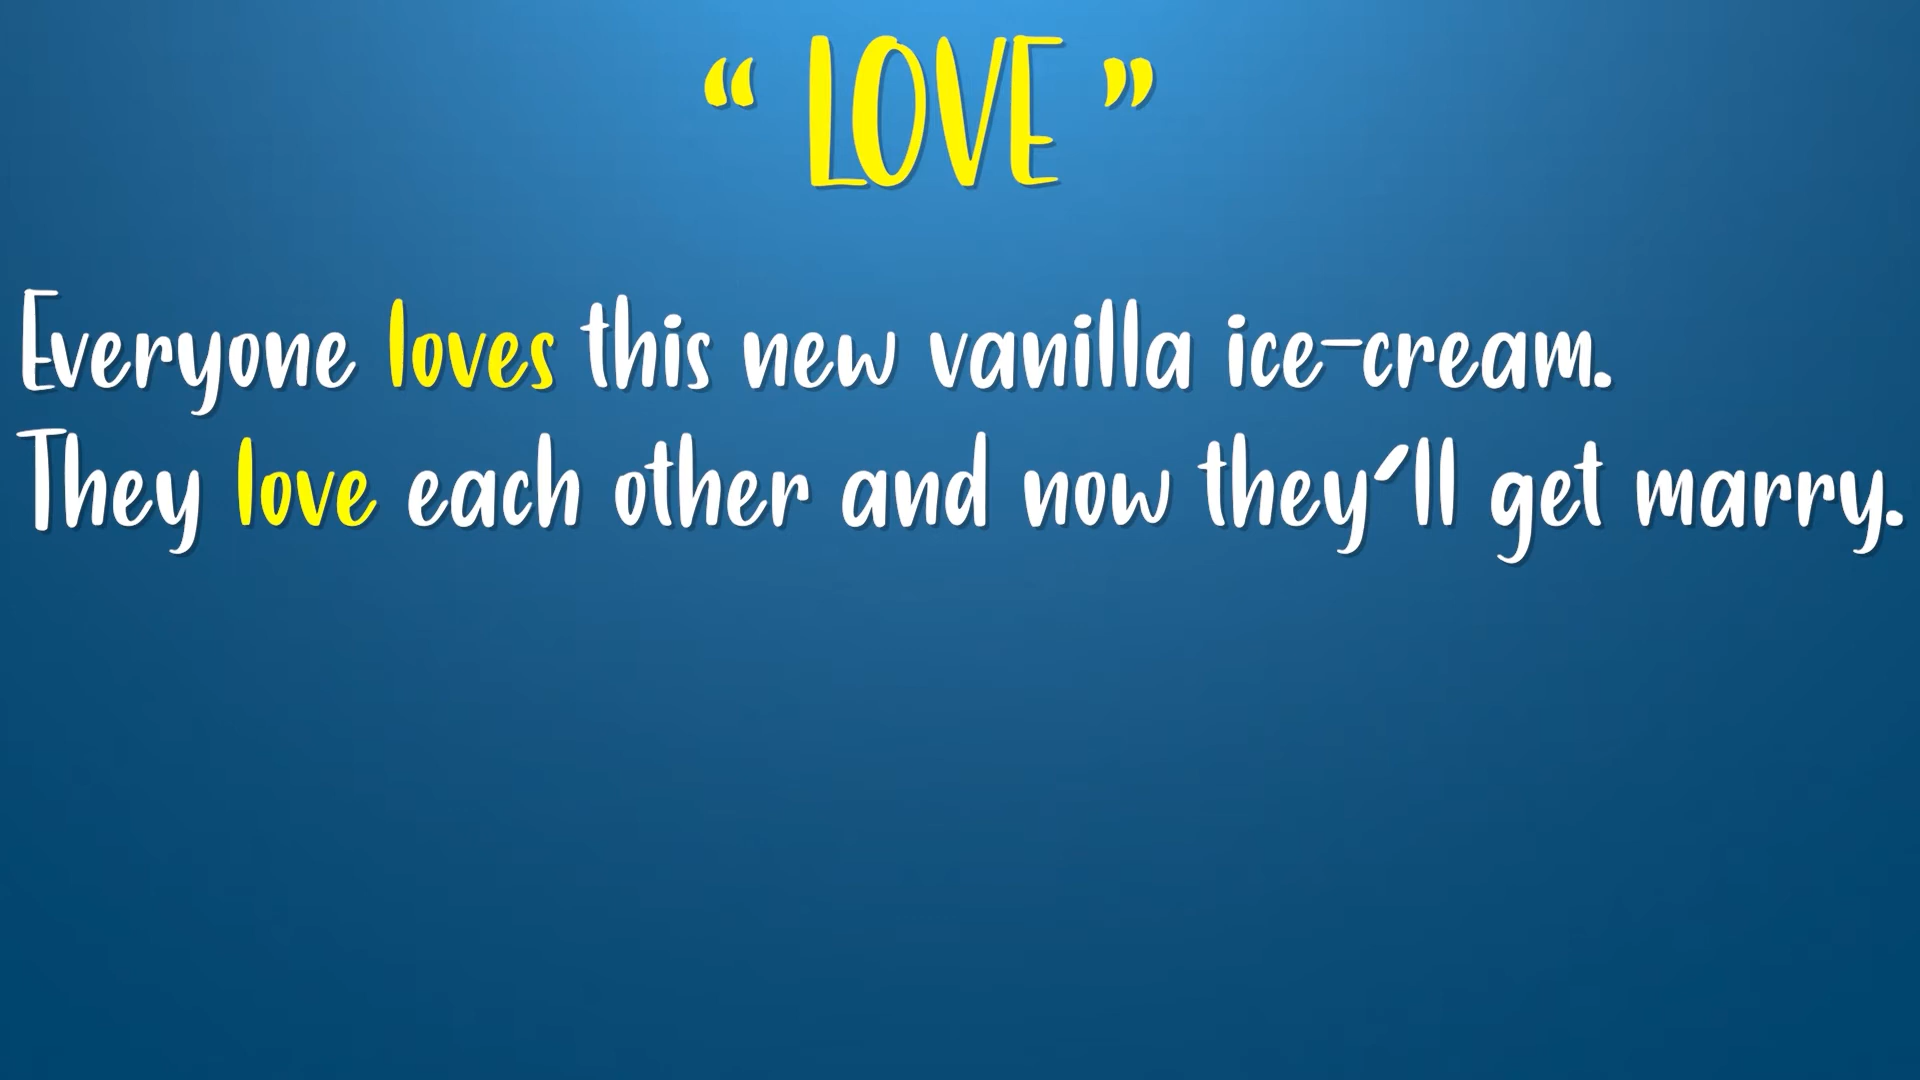 “ LOVE ”
Everyone loves this new vanilla ice-cream.
They love each other and now they'll get marry.